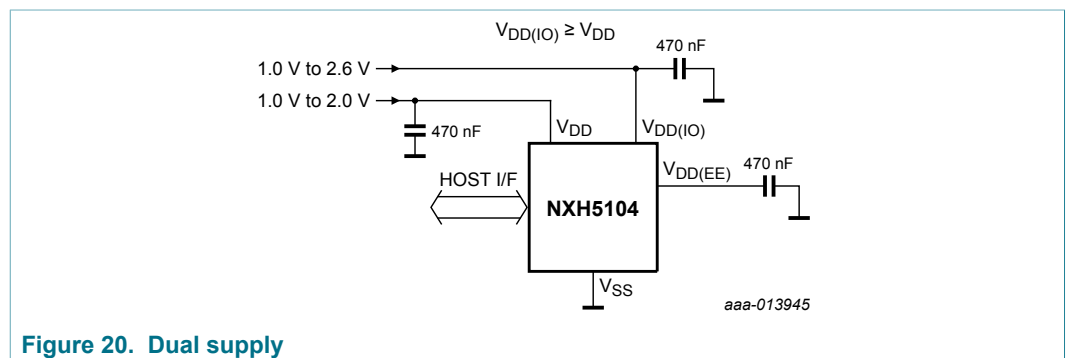 VDD(IO) ≥ VDD
470 nF
1.0 V to 2.6 V
1.0 V to 2.0 V
470 nF
VDD
VDD(IO)
VDD(EE)
470 nF
HOST I/F
NXH5104
VSS
aaa-013945
Figure 20. Dual supply